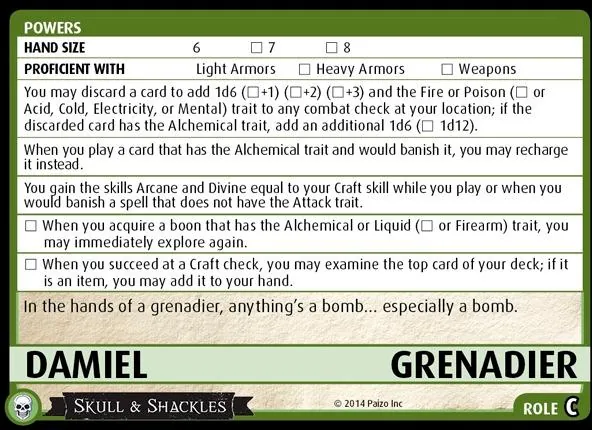 POWERS
HAND SIZE 6 □ 7 □ 8
PROFICIENT WITH Light Armors □ Heavy Armors □ Weapons
You may discard a card to add 1d6 (□+1) (□+2) (□+3) and the Fire or Poison (□ or
Acid, Cold, Electricity, or Mental) trait to any combat check at your location; if the
discarded card has the Alchemical trait, add an additional 1d6 (□ 1d12).
When you play a card that has the Alchemical trait and would banish it, you may recharge
it instead.
You gain the skills Arcane and Divine equal to your Craft skill while you play or when you
would banish a spell that does not have the Attack trait.
□ When you acquire a boon that has the Alchemical or Liquid (□ or Firearm) trait, you
may immediately explore again.
□ When you succeed at a Craft check, you may examine the top card of your deck; if it
is an item, you may add it to your hand.
In the hands of a grenadier, anything's a bomb... especially a bomb.
DAMIEL GRENADIER
SKULL & SHACKLES © 2014 Paizo Inc ROLE C